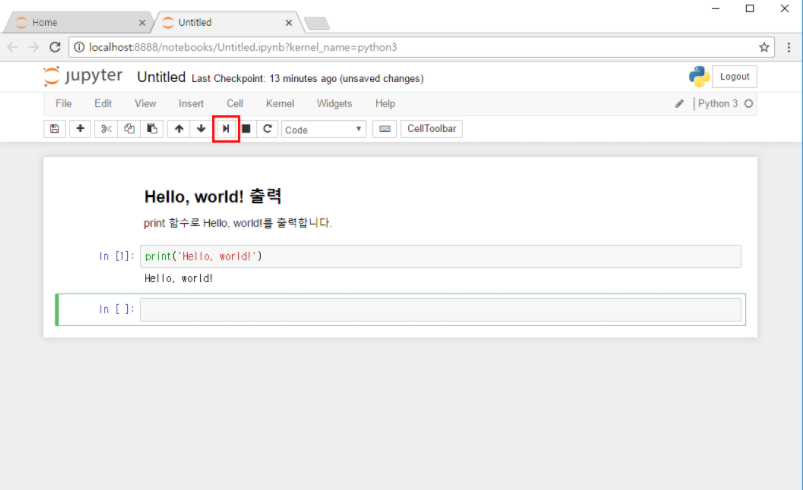 Home
Untitled
localhost:8888/notebooks/Untitled.ipynb?kernel_name=python3
jupyter Untitled Last Checkpoint: 13 minutes ago (unsaved changes) Logout
File Edit View Insert Cell Kernel Widgets Help Python 3
Code CellToolbar
Hello, world! 출력
print 함수로 Hello, world!를 출력합니다.
In [1]: print('Hello, world!')
Hello, world!
In [ ]: